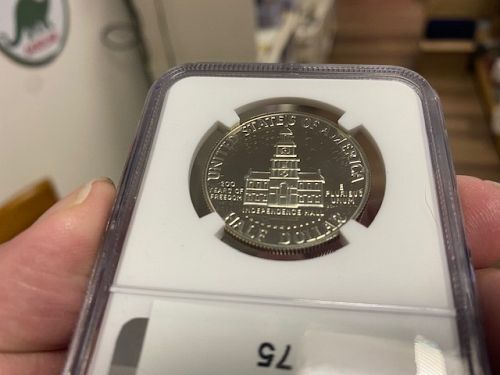 UNITED STATES OF AMERICA
200
YEARS OF
FREEDOM
E
PLURIBUS
UNUM
INDEPENDENCE HALL
HALF DOLLAR
75